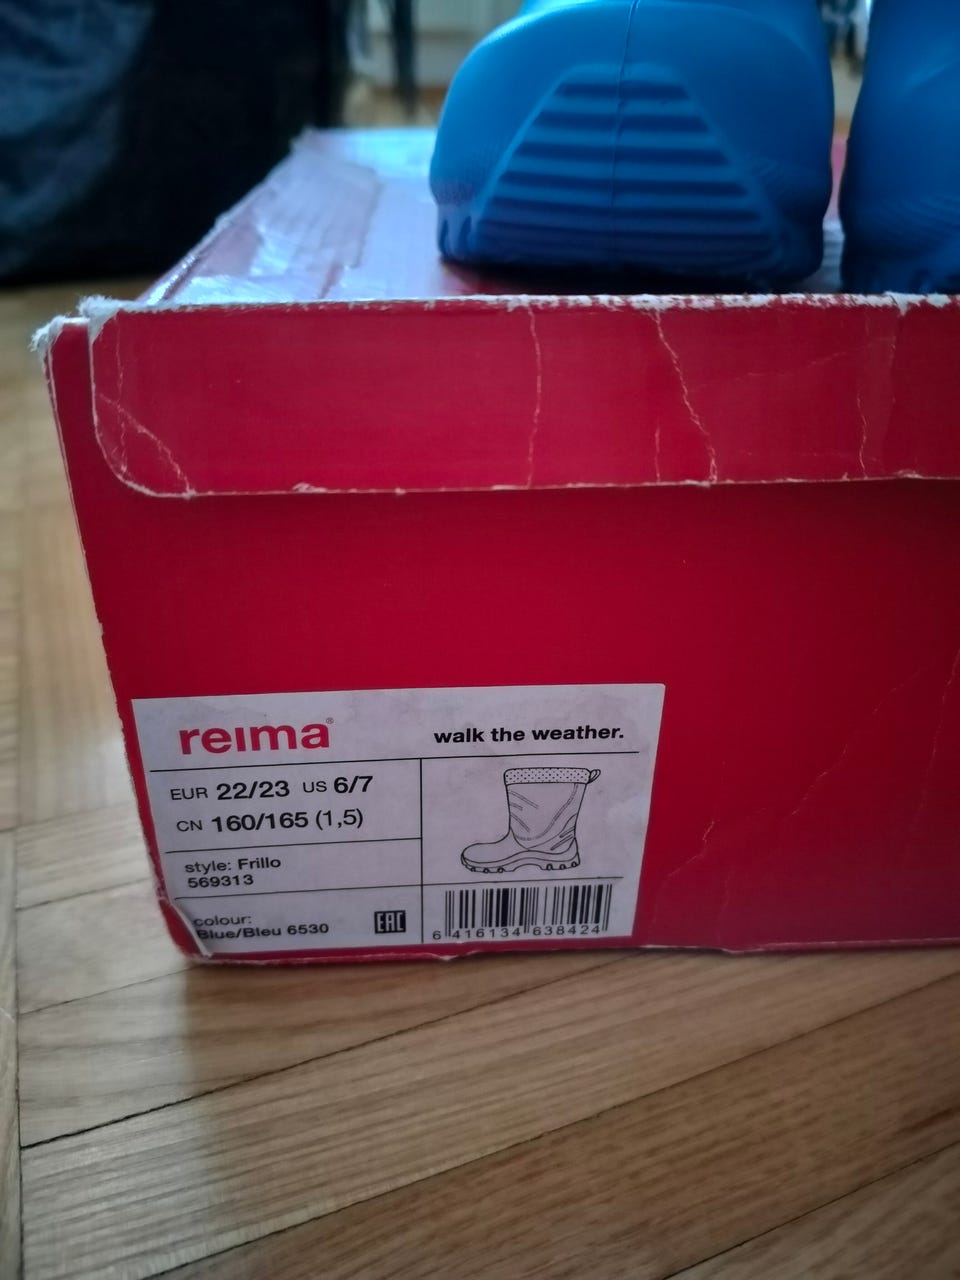 reima®
walk the weather.
EUR 22/23 US 6/7
CN 160/165 (1,5)
style: Frillo
569313
colour:
Blue/Bleu 6530
EAC
6 416134 638424